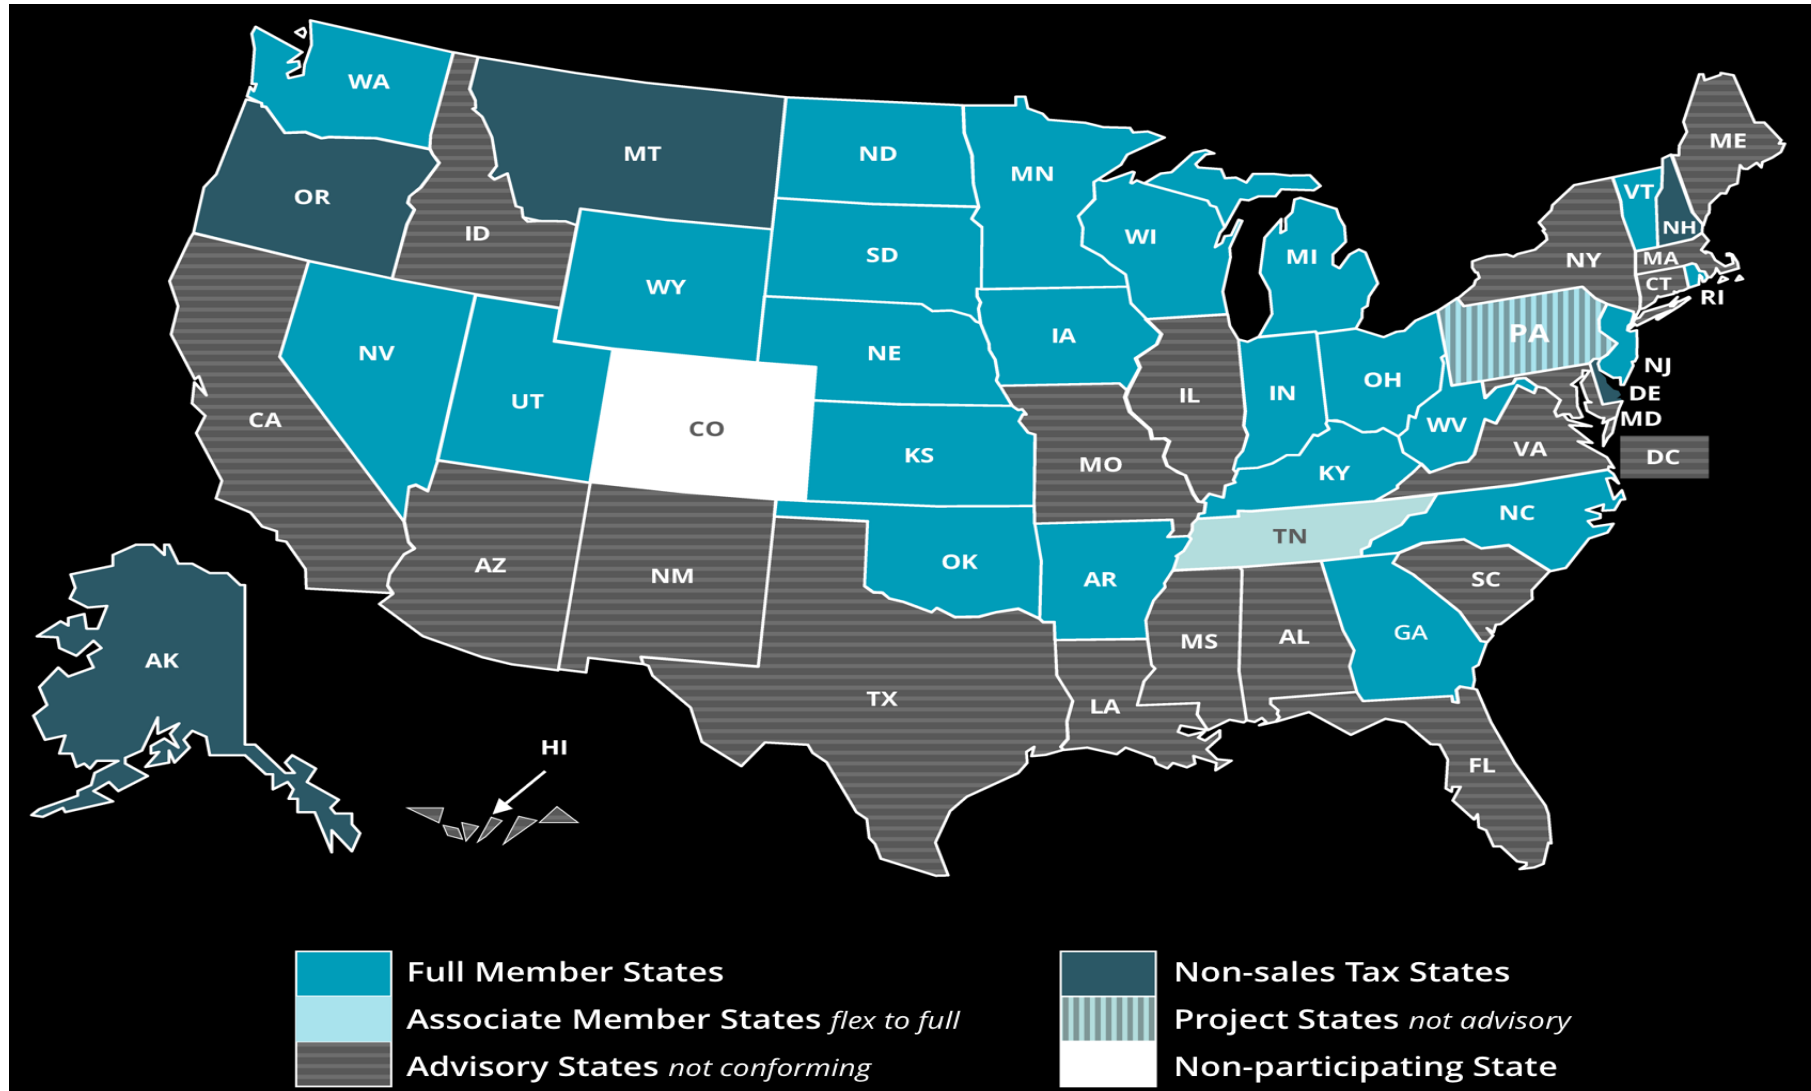 WA
MT
ND
MN
ME
OR
ID
VT
NH
WI
SD
MI
NY
MA
WY
CT
RI
IA
PA
NV
NE
NJ
UT
IN
OH
DE
IL
MD
CA
CO
WV
KS
VA
DC
MO
KY
NC
TN
AZ
OK
NM
AR
SC
GA
MS
AL
AK
TX
LA
HI
FL
Full Member States
Associate Member States flex to full
Advisory States not conforming
Non-sales Tax States
Project States not advisory
Non-participating State